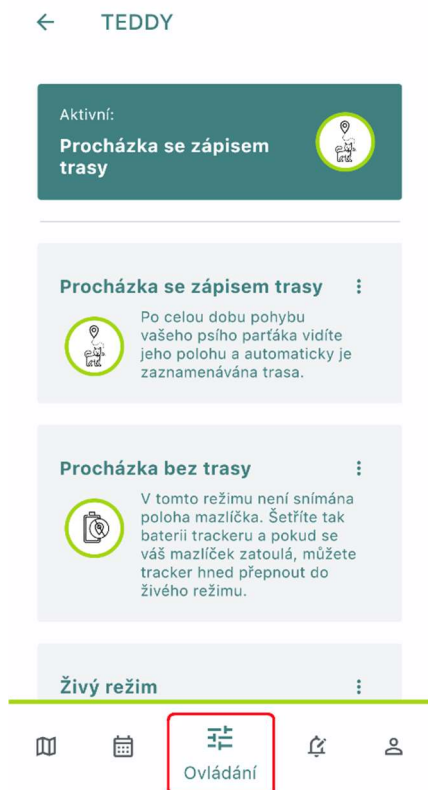 TEDDY
Aktivní:
Procházka se zápisem
trasy
Procházka se zápisem trasy
Po celou dobu pohybu
vašeho psího parťáka vidíte
jeho polohu a automaticky je
zaznamenávána trasa.
Procházka bez trasy
V tomto režimu není snímána
poloha mazlíčka. Šetříte tak
baterii trackeru a pokud se
váš mazlíček zatoulá, můžete
tracker hned přepnout do
živého režimu.
Živý režim
Ovládání